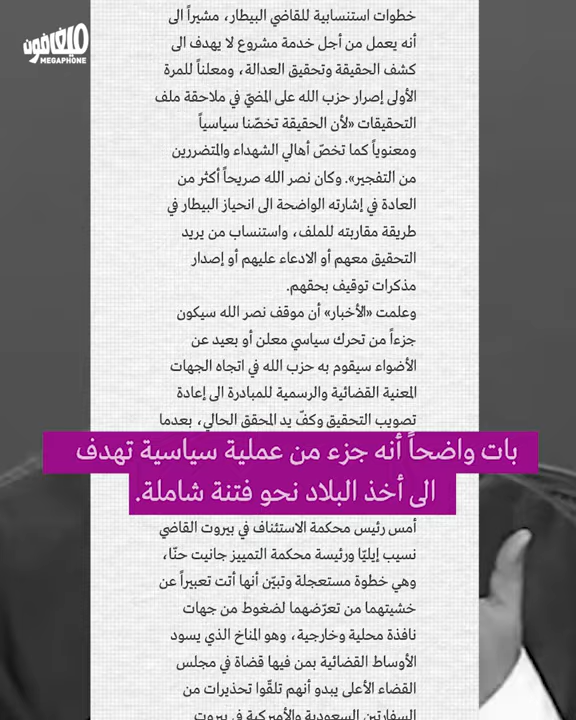 ميغافون
MEGAPHONE
خطوات استنسابية للقاضي البيطار، مشيراً الى
أنه يعمل من أجل خدمة مشروع لا يهدف الى
كشف الحقيقة وتحقيق العدالة، ومعلناً للمرة
الأولى إصرار حزب الله على المضيّ في ملاحقة ملف
التحقيقات «لأن الحقيقة تخصّنا سياسياً
ومعنوياً كما تخصّ أهالي الشهداء والمتضررين
من التفجير». وكان نصر الله صريحاً أكثر من
العادة في إشارته الواضحة الى انحياز البيطار في
طريقة مقاربته للملف، واستنساب من يريد
التحقيق معهم أو الادعاء عليهم أو إصدار
مذكرات توقيف بحقهم.
وعلمت «الأخبار» أن موقف نصر الله سيكون
جزءاً من تحرك سياسي معلن أو بعيد عن
الأضواء سيقوم به حزب الله في اتجاه الجهات
المعنية القضائية والرسمية للمبادرة الى إعادة
تصويب التحقيق وكفّ يد المحقق الحالي، بعدما
بات واضحاً أنه جزء من عملية سياسية تهدف
الى أخذ البلاد نحو فتنة شاملة.
أمس رئيس محكمة الاستئناف في بيروت القاضي
نسيب إيليّا ورئيسة محكمة التمييز جانيت حنّا،
وهي خطوة مستعجلة وتبيّن أنها أتت تعبيراً عن
خشيتهما من تعرّضهما لضغوط من جهات
نافذة محلية وخارجية، وهو المناخ الذي يسود
الأوساط القضائية بمن فيها قضاة في مجلس
القضاء الأعلى يبدو أنهم تلقّوا تحذيرات من
السفارتين السعودية والأميركية في بيروت